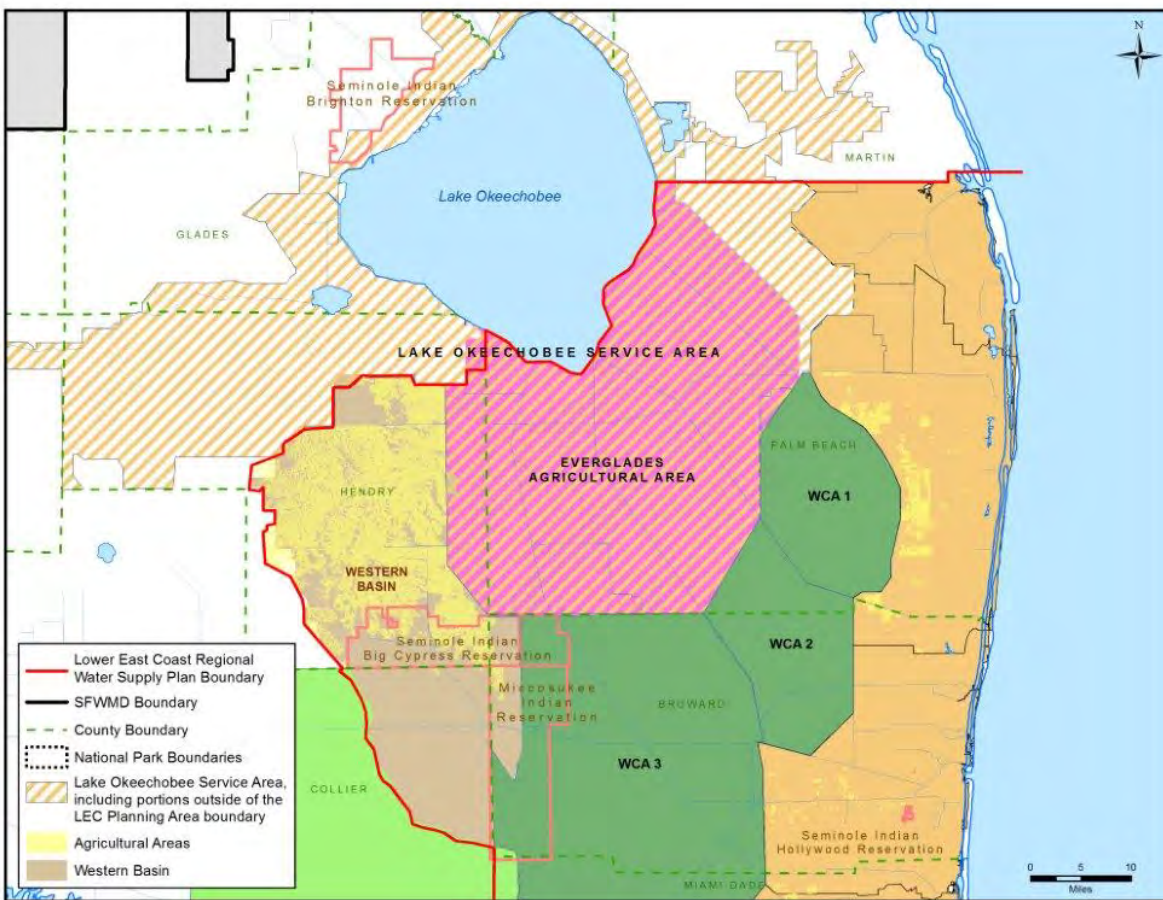 N
Seminole Indian
Brighton Reservation
MARTIN
Lake Okeechobee
GLADES
LAKE OKEECHOBEE SERVICE AREA
PALM BEACH
EVERGLADES
AGRICULTURAL AREA
HENDRY
WCA 1
WESTERN
BASIN
Seminole Indian
Big Cypress Reservation
WCA 2
Miccosukee
Indian
Reservation
BROWARD
WCA 3
COLLIER
Seminole Indian
Hollywood Reservation
MIAMI DADE
Lower East Coast Regional
Water Supply Plan Boundary
SFWMD Boundary
County Boundary
National Park Boundaries
Lake Okeechobee Service Area,
including portions outside of the
LEC Planning Area boundary
Agricultural Areas
Western Basin
0 5 10
Miles